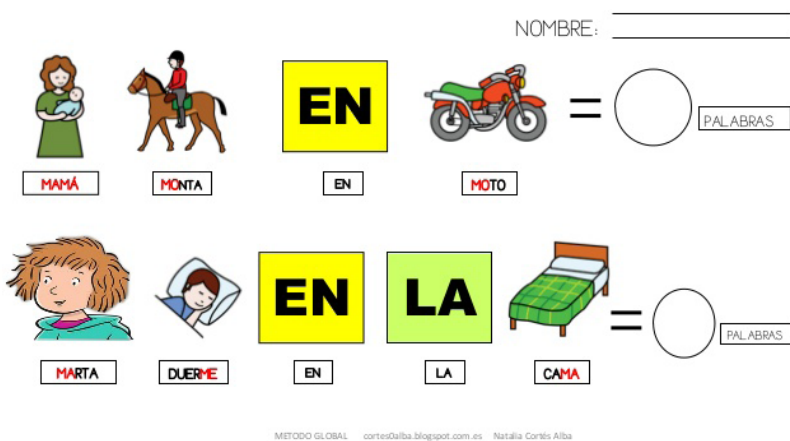 NOMBRE:
EN
=
PALABRAS
MAMÁ MONTA EN MOTO
EN LA
=
PALABRAS
MARTA DUERME EN LA CAMA
METODO GLOBAL cortes0alba.blogspot.com.es Natalia Cortés Alba